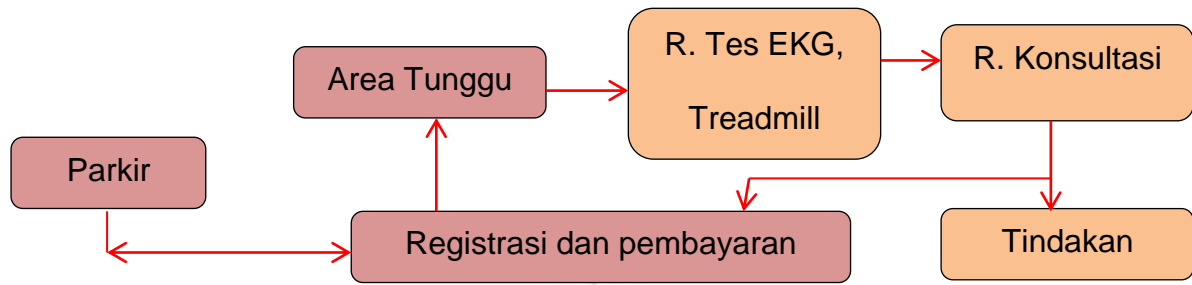 R. Tes EKG,
Treadmill
R. Konsultasi
Area Tunggu
Parkir
Registrasi dan pembayaran
Tindakan